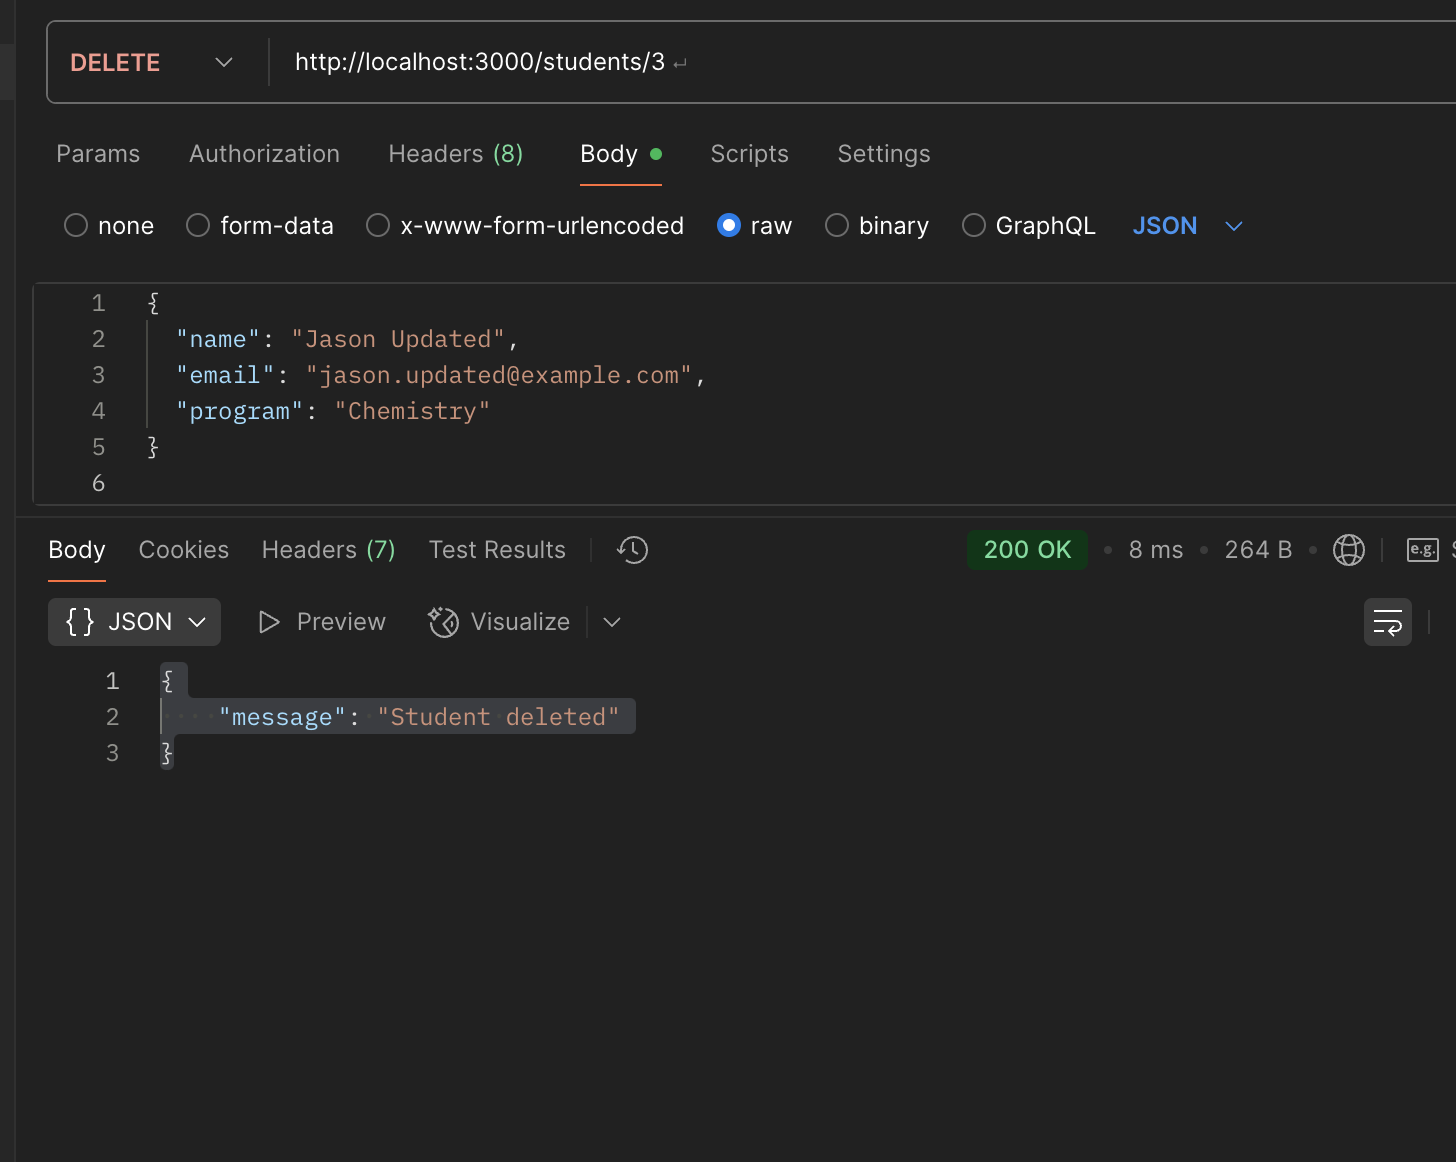 DELETE http://localhost:3000/students/3
Params Authorization Headers (8) Body Scripts Settings
none form-data x-www-form-urlencoded raw binary GraphQL JSON
1 {
2 "name": "Jason Updated",
3 "email": "jason.updated@example.com",
4 "program": "Chemistry"
5 }
6
Body Cookies Headers (7) Test Results 200 OK • 8 ms • 264 B • e.g.
{} JSON Preview Visualize
1 {
2 "message": "Student deleted"
3 }